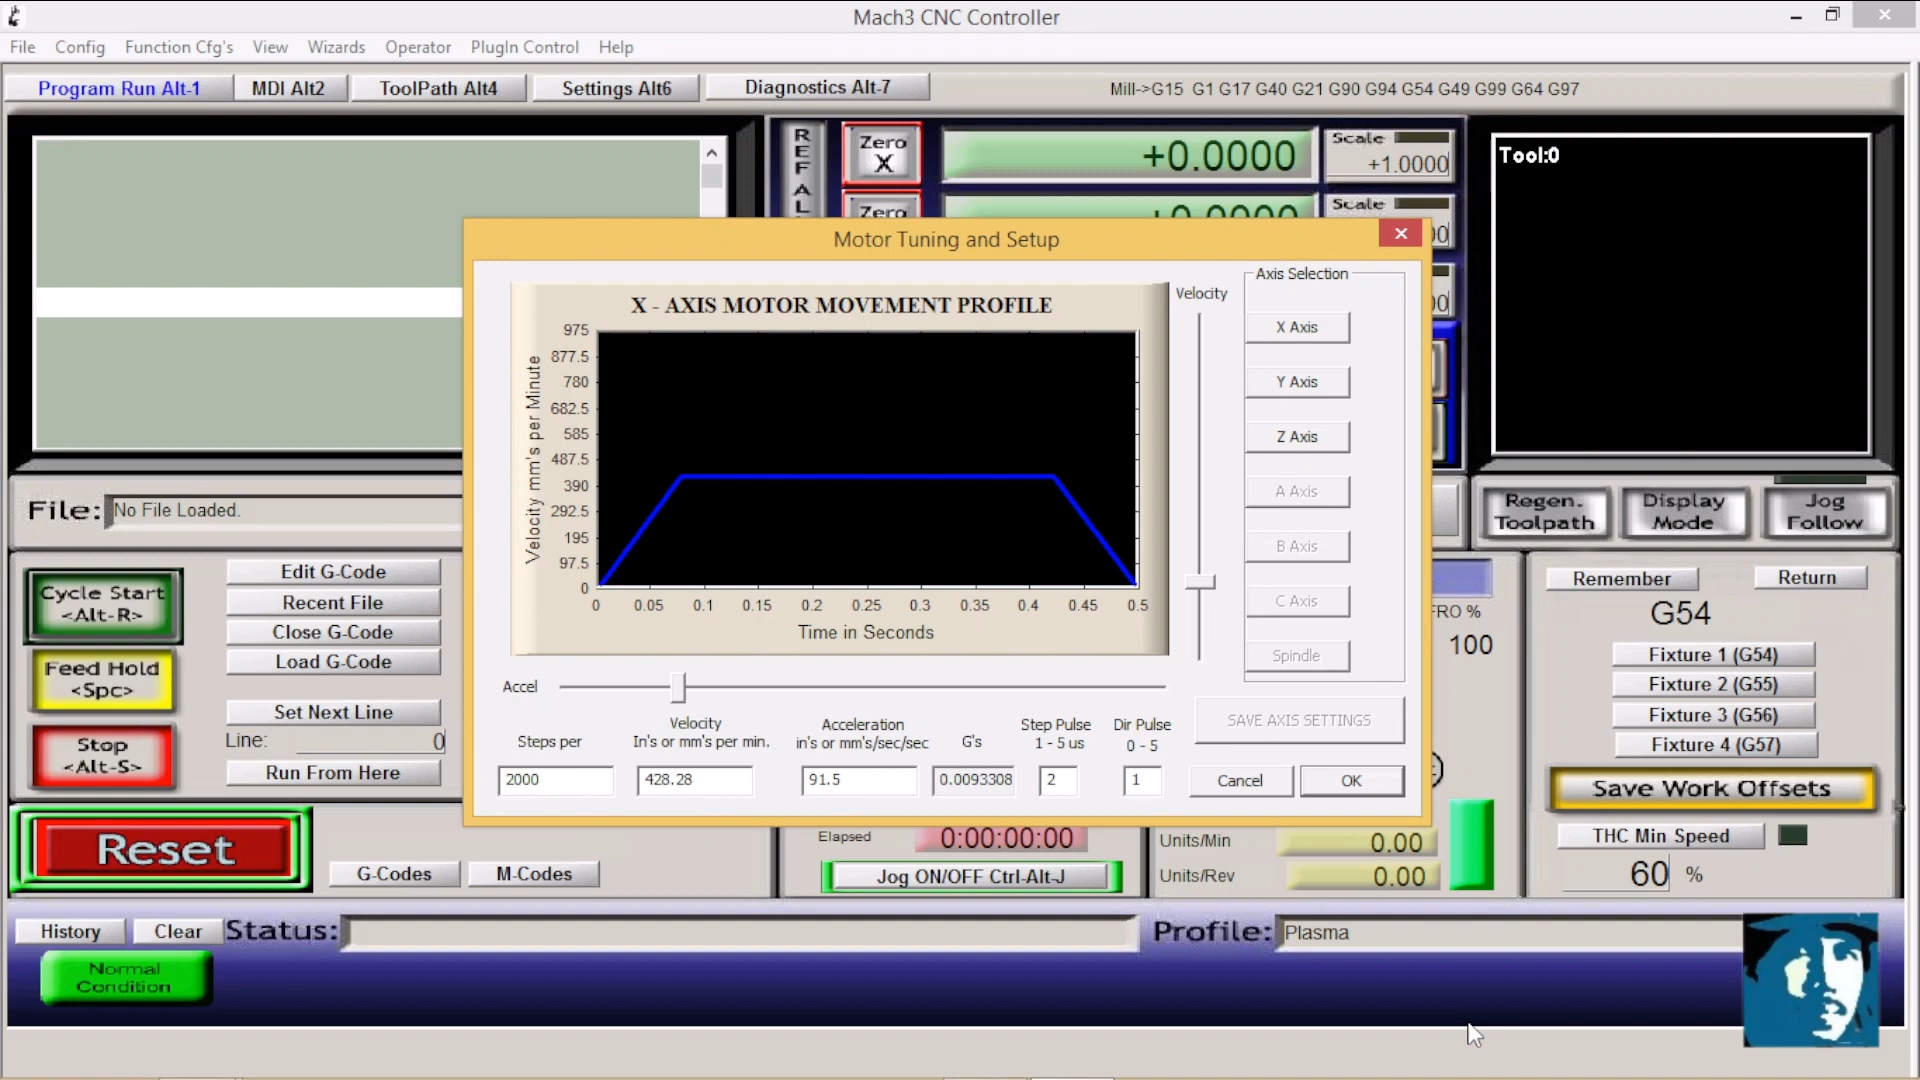 Mach3 CNC Controller
File Config Function Cfg's View Wizards Operator PlugIn Control Help
Program Run Alt-1 MDI Alt2 ToolPath Alt4 Settings Alt6 Diagnostics Alt-7
Mill->G15 G1 G17 G40 G21 G90 G94 G54 G49 G99 G64 G97
REF AL
Zero X
+0.0000
Scale
+1.0000
Zero
+0.0000
Scale
Tool:0
Motor Tuning and Setup
X - AXIS MOTOR MOVEMENT PROFILE
Velocity mm's per Minute
975
877.5
780
682.5
585
487.5
390
292.5
195
97.5
0
0 0.05 0.1 0.15 0.2 0.25 0.3 0.35 0.4 0.45 0.5
Time in Seconds
Velocity
Axis Selection
X Axis
Y Axis
Z Axis
A Axis
B Axis
C Axis
Spindle
Accel
SAVE AXIS SETTINGS
Steps per
Velocity
In's or mm's per min.
Acceleration
in's or mm's/sec/sec
G's
Step Pulse
1 - 5 us
Dir Pulse
0 - 5
2000 428.28 91.5 0.0093308 2 1
Cancel OK
File: No File Loaded.
Regen. Toolpath
Display Mode
Jog Follow
Cycle Start
<Alt-R>
Feed Hold
<Spc>
Stop
<Alt-S>
Edit G-Code
Recent File
Close G-Code
Load G-Code
Set Next Line
Line: 0
Run From Here
Reset
G-Codes M-Codes
FRO %
100
Elapsed 0:00:00:00
Jog ON/OFF Ctrl-Alt-J
Units/Min 0.00
Units/Rev 0.00
Remember Return
G54
Fixture 1 (G54)
Fixture 2 (G55)
Fixture 3 (G56)
Fixture 4 (G57)
Save Work Offsets
THC Min Speed
60 %
History Clear Status:
Profile: Plasma
Normal
Condition